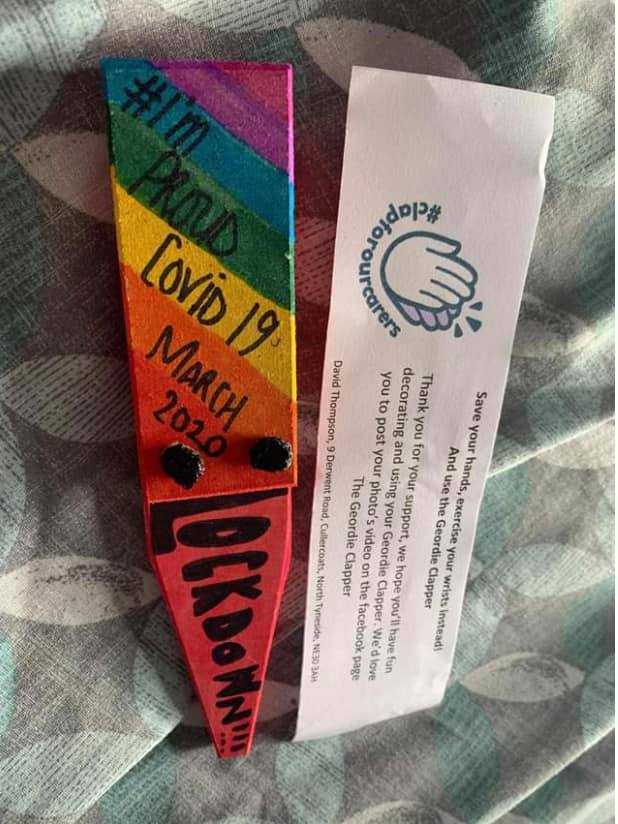 #I'm
PROUD
COVID 19
MARCH
2020
LOCKDOWN!!!
#clapforourcarers
Save your hands, exercise your wrists instead!
And use the Geordie Clapper
Thank you for your support, we hope you'll have fun
decorating and using your Geordie Clapper. We'd love
you to post your photo's video on the facebook page
The Geordie Clapper
David Thompson, 9 Derwent Road, Cullercoats, North Tyneside, NE30 3AH